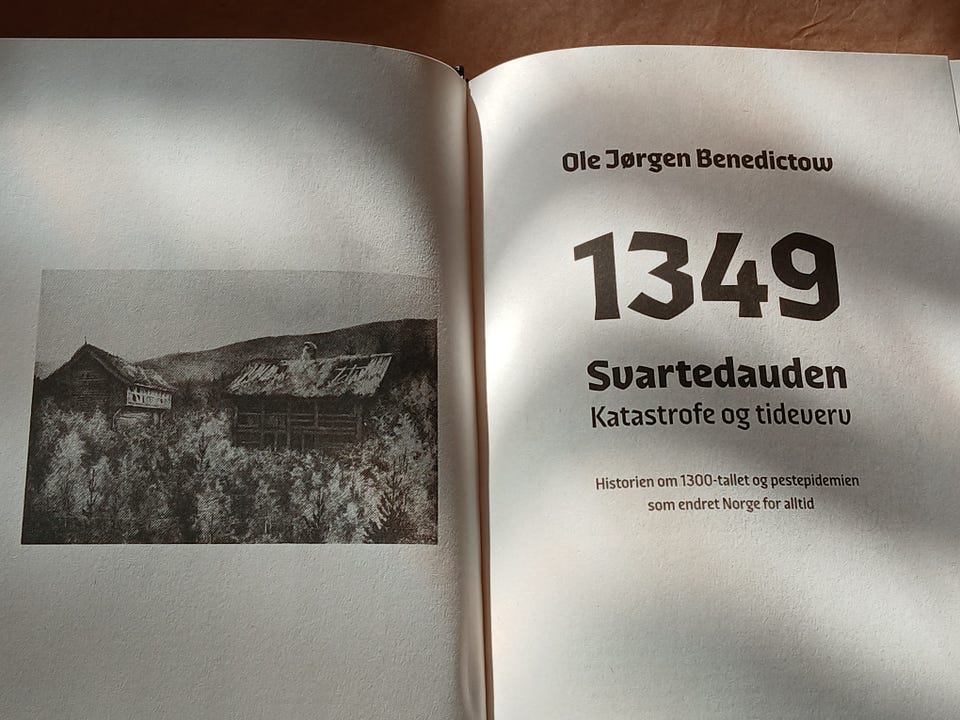 Ole Jørgen Benedictow
1349
Svartedauden
Katastrofe og tideverv
Historien om 1300-tallet og pestepidemien
som endret Norge for alltid